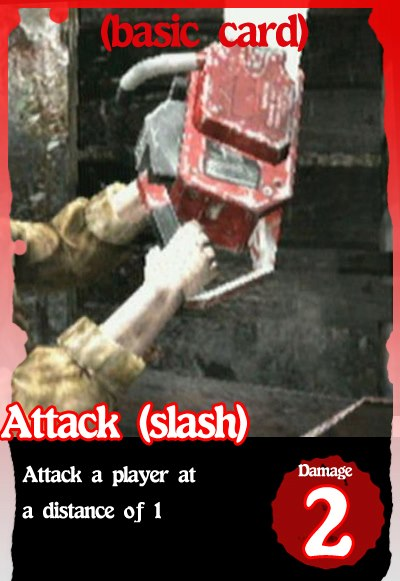 (basic card)
Attack (slash)
Attack a player at
a distance of 1
Damage
2